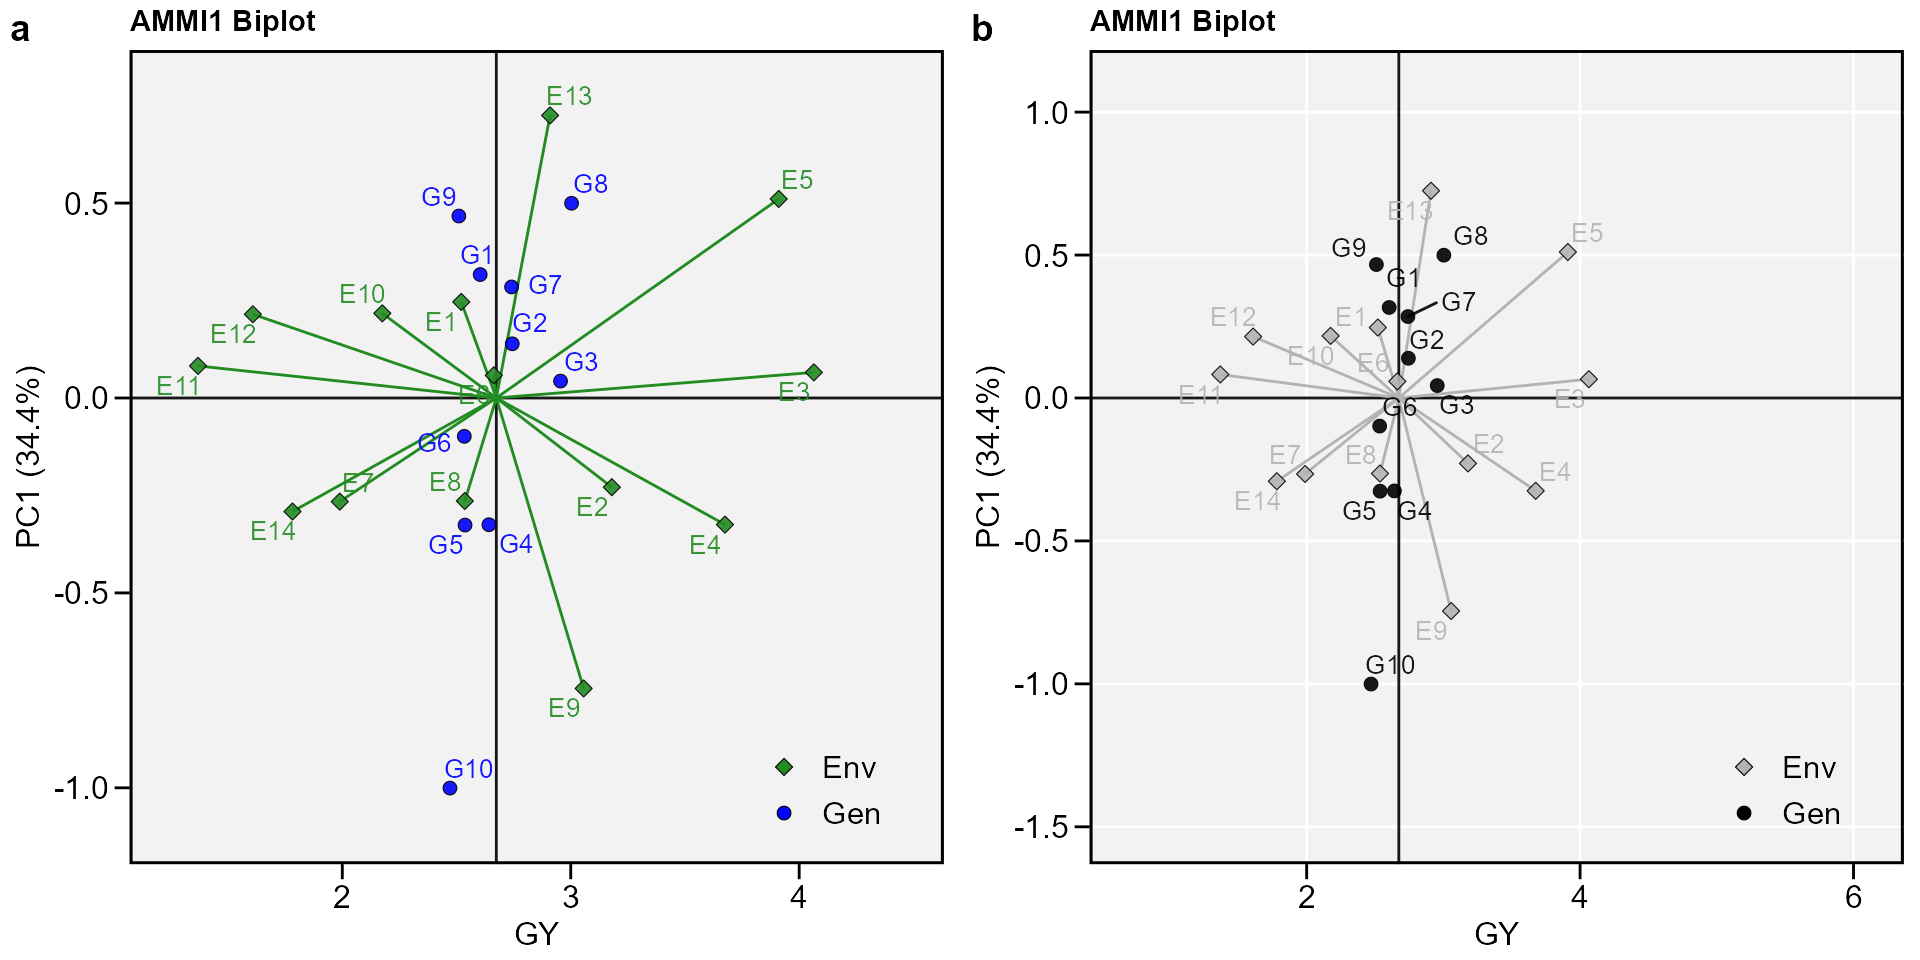 a
AMMI1 Biplot
E13
E5
G9
G8
G1
G7
E10
E1
G2
E12
G3
E11
E3
G6
E7
E8
E14
E2
G5
G4
E4
E9
G10
Env
Gen
0.5
0.0
-0.5
-1.0
PC1 (34.4%)
2
3
4
GY
b
AMMI1 Biplot
E13
E5
G9
G8
G1
G7
E12
E1
G2
E10
E6
E11
E3
G6
G3
E7
E8
E2
E14
E4
G5
G4
E9
G10
Env
Gen
1.0
0.5
0.0
-0.5
-1.0
-1.5
PC1 (34.4%)
2
4
6
GY